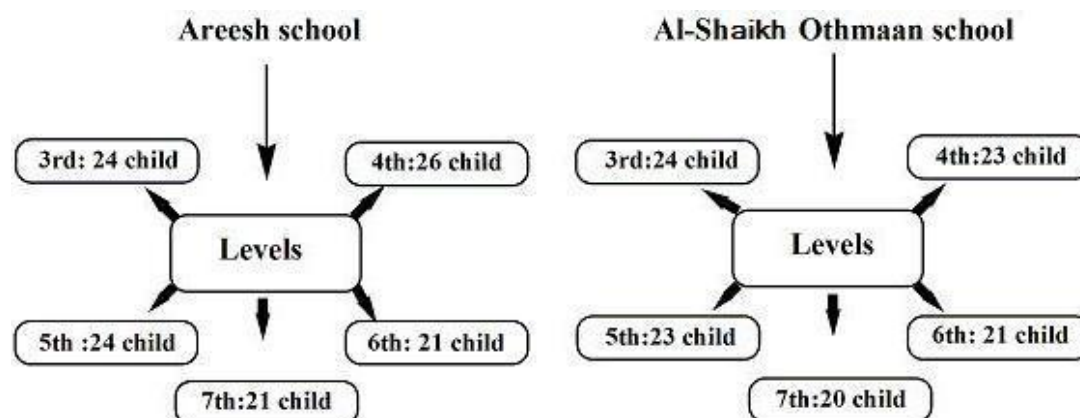 Areesh school
3rd: 24 child
4th:26 child
Levels
5th :24 child
6th: 21 child
7th:21 child
Al-Shaikh Othmaan school
3rd:24 child
4th:23 child
Levels
5th:23 child
6th: 21 child
7th:20 child